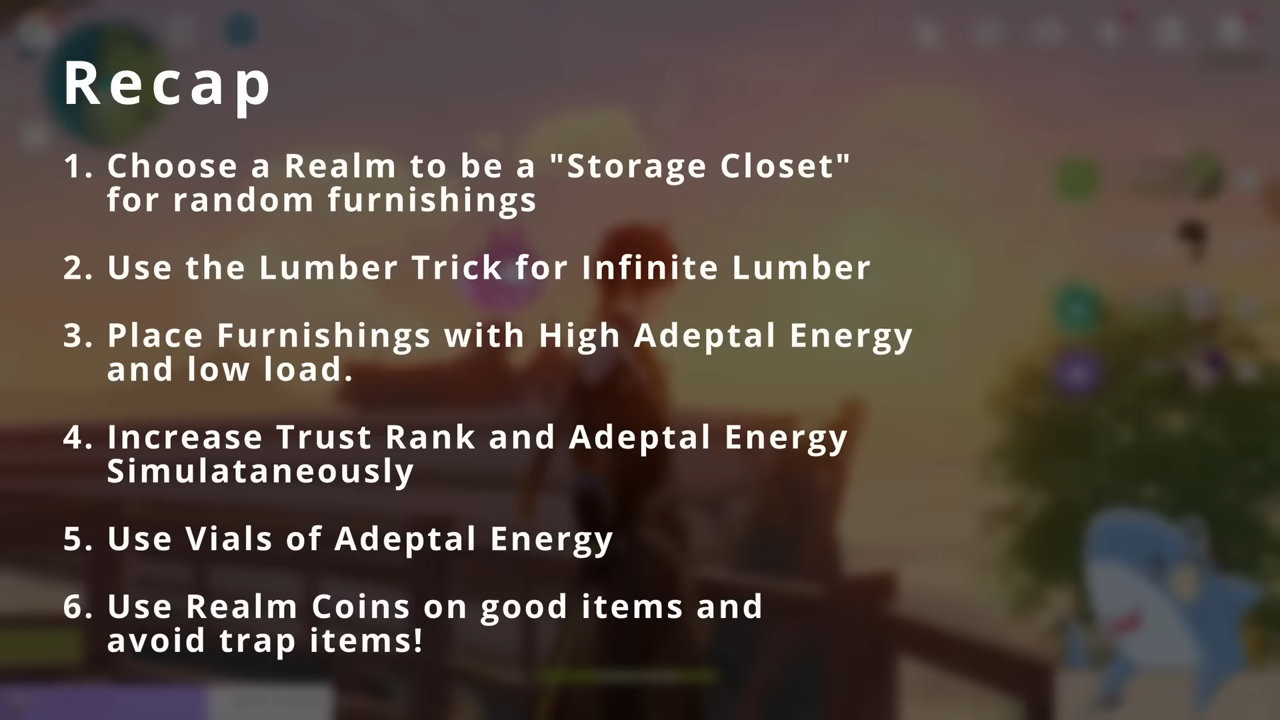 Recap
1. Choose a Realm to be a "Storage Closet"
for random furnishings
2. Use the Lumber Trick for Infinite Lumber
3. Place Furnishings with High Adeptal Energy
and low load.
4. Increase Trust Rank and Adeptal Energy
Simulataneously
5. Use Vials of Adeptal Energy
6. Use Realm Coins on good items and
avoid trap items!